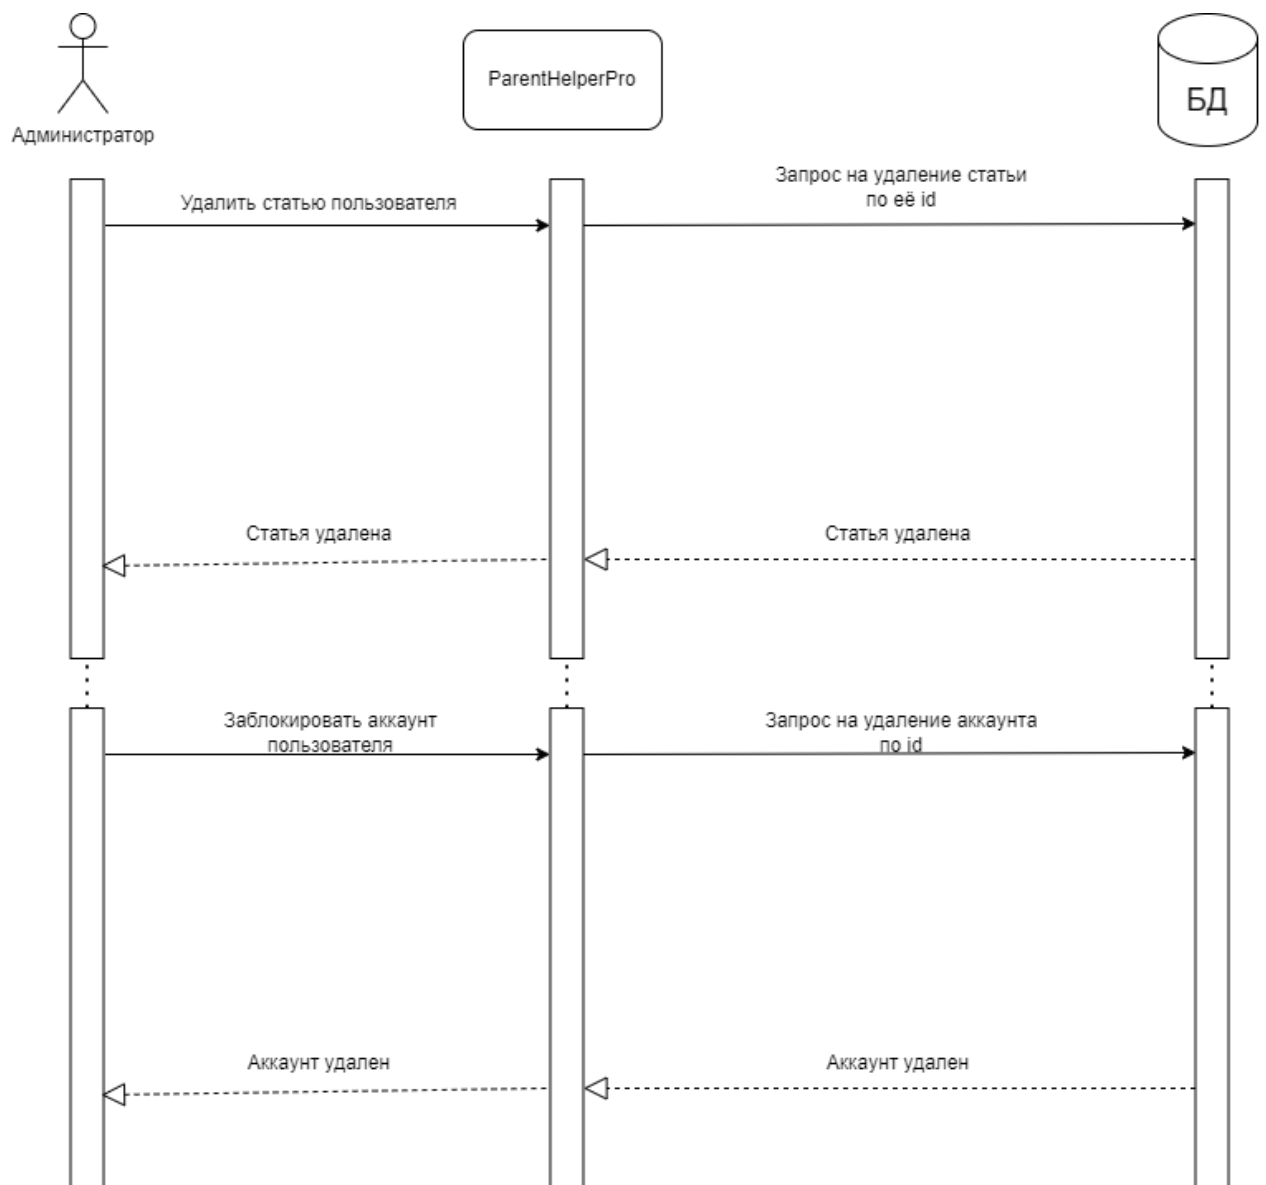 Администратор
ParentHelperPro
БД
Удалить статью пользователя
Запрос на удаление статьи
по её id
Статья удалена
Статья удалена
Заблокировать аккаунт
пользователя
Запрос на удаление аккаунта
по id
Аккаунт удален
Аккаунт удален